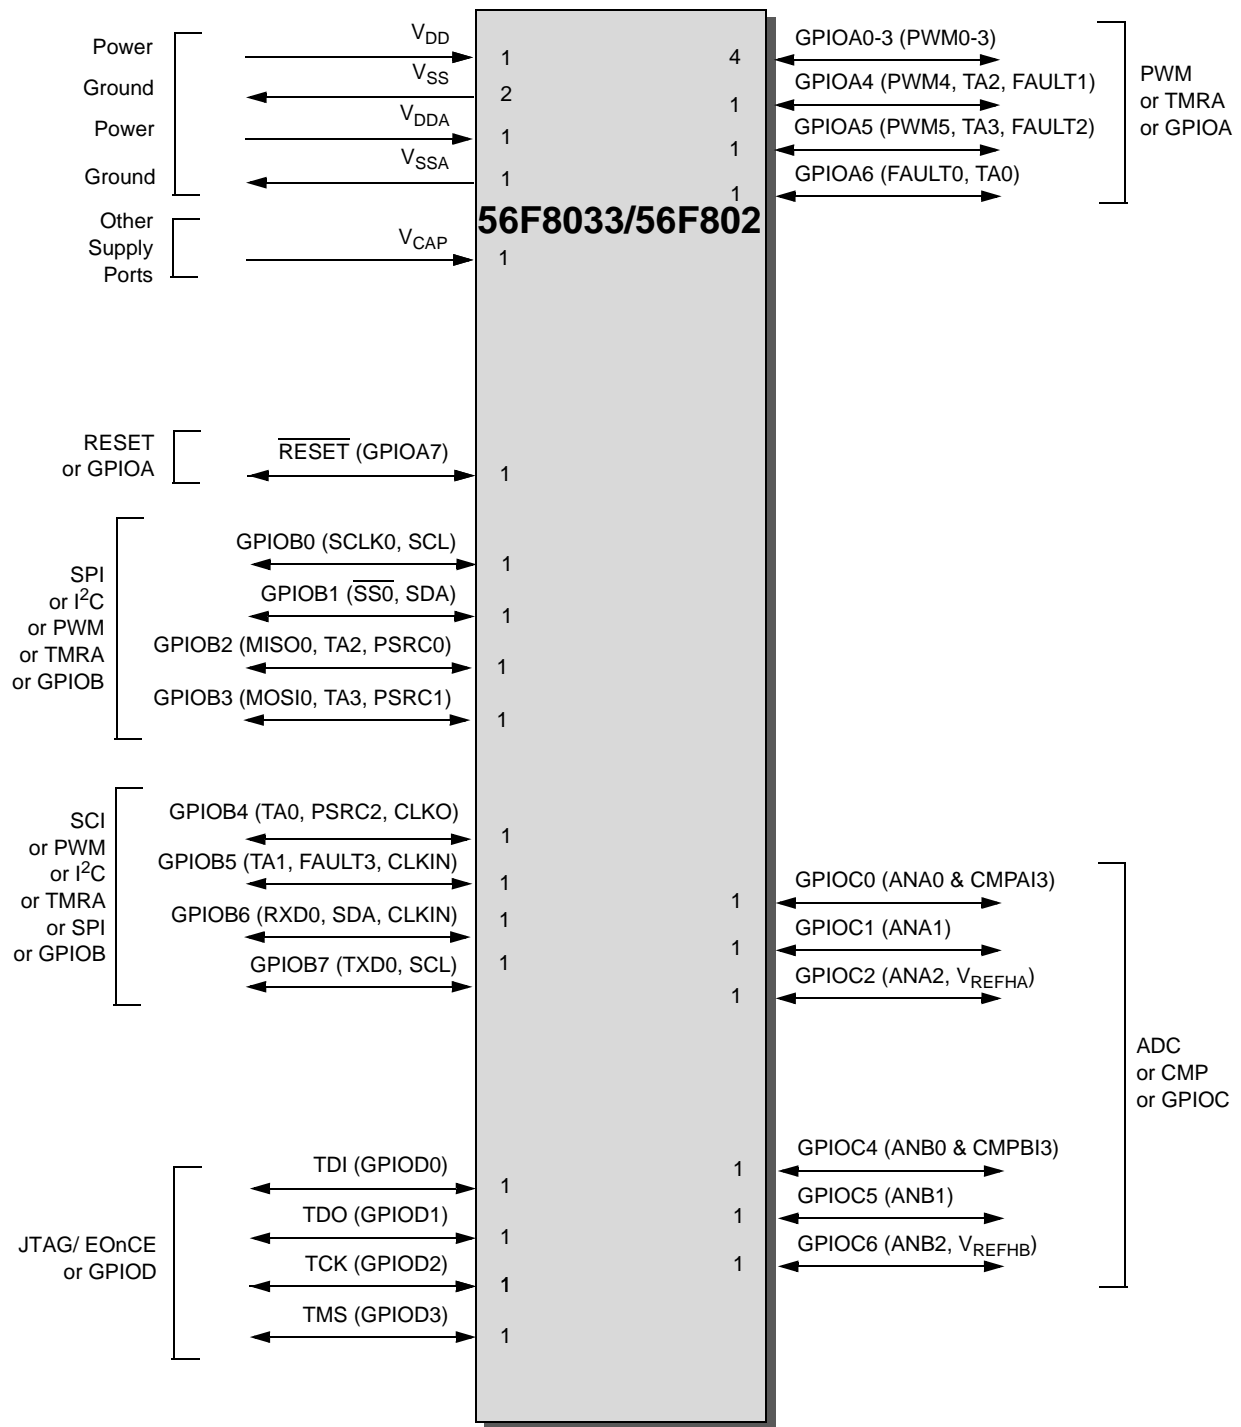 Power
V_DD
1
Ground
V_SS
2
Power
V_DDA
1
Ground
V_SSA
1
Other
Supply
Ports
V_CAP
1
RESET
or GPIOA
RESET (GPIOA7)
1
SPI
or I²C
or PWM
or TMRA
or GPIOB
GPIOB0 (SCLK0, SCL)
1
GPIOB1 (SS0, SDA)
1
GPIOB2 (MISO0, TA2, PSRC0)
1
GPIOB3 (MOSI0, TA3, PSRC1)
1
SCI
or PWM
or I²C
or TMRA
or SPI
or GPIOB
GPIOB4 (TA0, PSRC2, CLKO)
1
GPIOB5 (TA1, FAULT3, CLKIN)
1
GPIOB6 (RXD0, SDA, CLKIN)
1
GPIOB7 (TXD0, SCL)
1
JTAG/ EOnCE
or GPIOD
TDI (GPIOD0)
1
TDO (GPIOD1)
1
TCK (GPIOD2)
1
TMS (GPIOD3)
1
56F8033/56F802
4
GPIOA0-3 (PWM0-3)
1
GPIOA4 (PWM4, TA2, FAULT1)
1
GPIOA5 (PWM5, TA3, FAULT2)
1
GPIOA6 (FAULT0, TA0)
PWM
or TMRA
or GPIOA
1
GPIOC0 (ANA0 & CMPAI3)
1
GPIOC1 (ANA1)
1
GPIOC2 (ANA2, V_REFHA)
1
GPIOC4 (ANB0 & CMPBI3)
1
GPIOC5 (ANB1)
1
GPIOC6 (ANB2, V_REFHB)
ADC
or CMP
or GPIOC